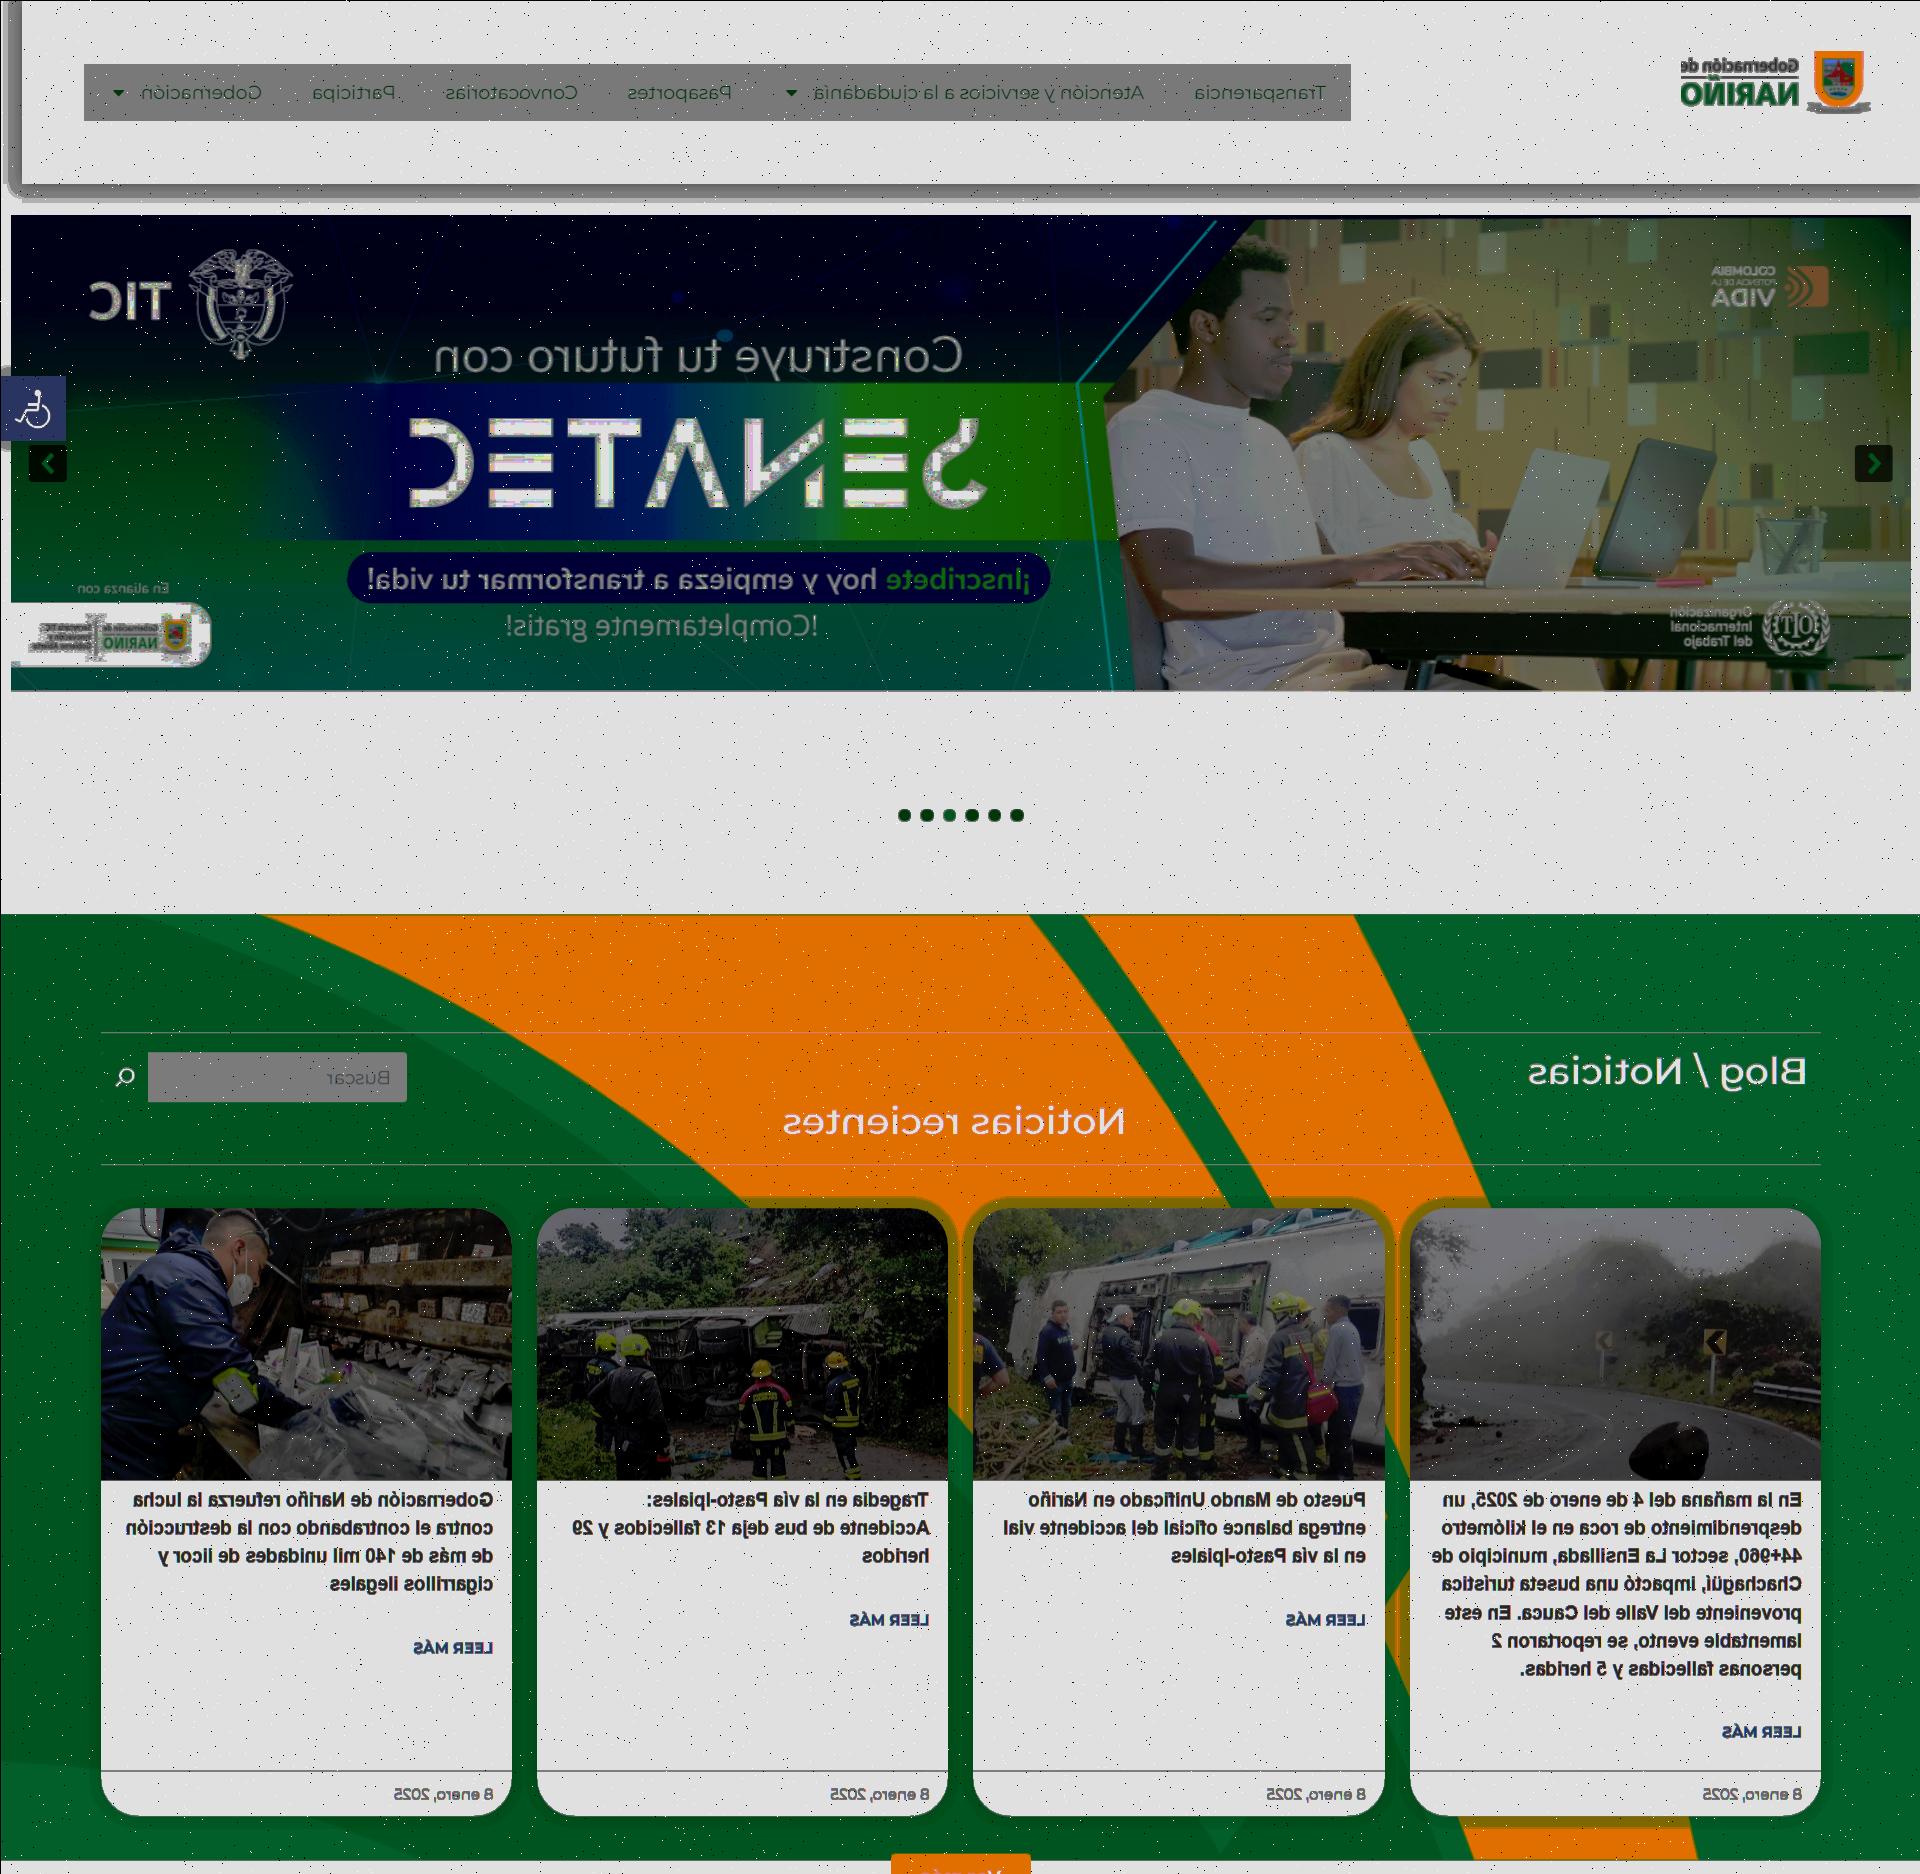 Gobernación de
NARIÑO
Transparencia
Atención y servicios a la ciudadanía
Pasaportes
Convocatorias
Participa
Gobernación
COLOMBIA
POTENCIA DE LA
VIDA
TIC
Construye tu futuro con
SENATEC
¡Inscríbete hoy y empieza a transformar tu vida!
!Completamente gratis!
Organización
Internacional
del Trabajo
En alianza con
NARIÑO
Blog / Noticias
Buscar
Noticias recientes
En la mañana del 4 de enero de 2025, un
desprendimiento de roca en el kilómetro
44+960, sector La Ensillada, municipio de
Chachagüí, impactó una buseta turística
proveniente del Valle del Cauca. En este
lamentable evento, se reportaron 2
personas fallecidas y 5 heridas.
LEER MÁS
8 enero, 2025
Puesto de Mando Unificado en Nariño
entrega balance oficial del accidente vial
en la vía Pasto-Ipiales
LEER MÁS
8 enero, 2025
Tragedia en la vía Pasto-Ipiales:
Accidente de bus deja 13 fallecidos y 29
heridos
LEER MÁS
8 enero, 2025
Gobernación de Nariño refuerza la lucha
contra el contrabando con la destrucción
de más de 140 mil unidades de licor y
cigarrillos ilegales
LEER MÁS
8 enero, 2025